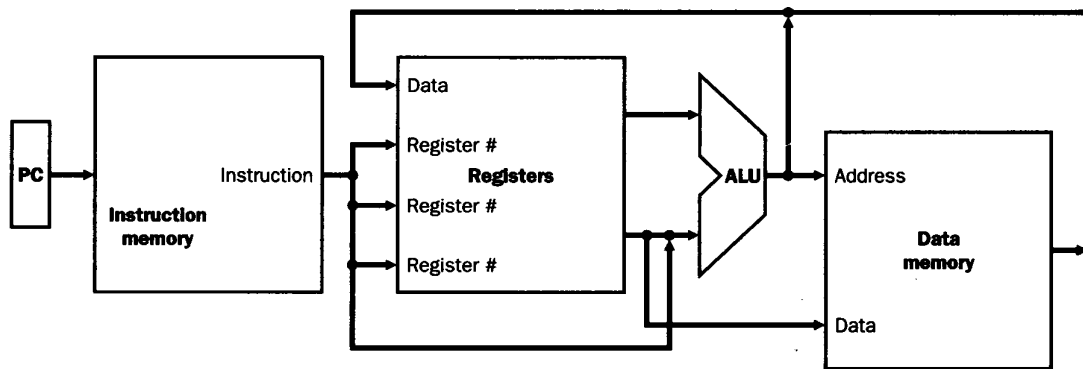 Data
Register #
PC
Instruction
Registers
ALU
Address
Instruction
memory
Register #
Register #
Data
memory
Data